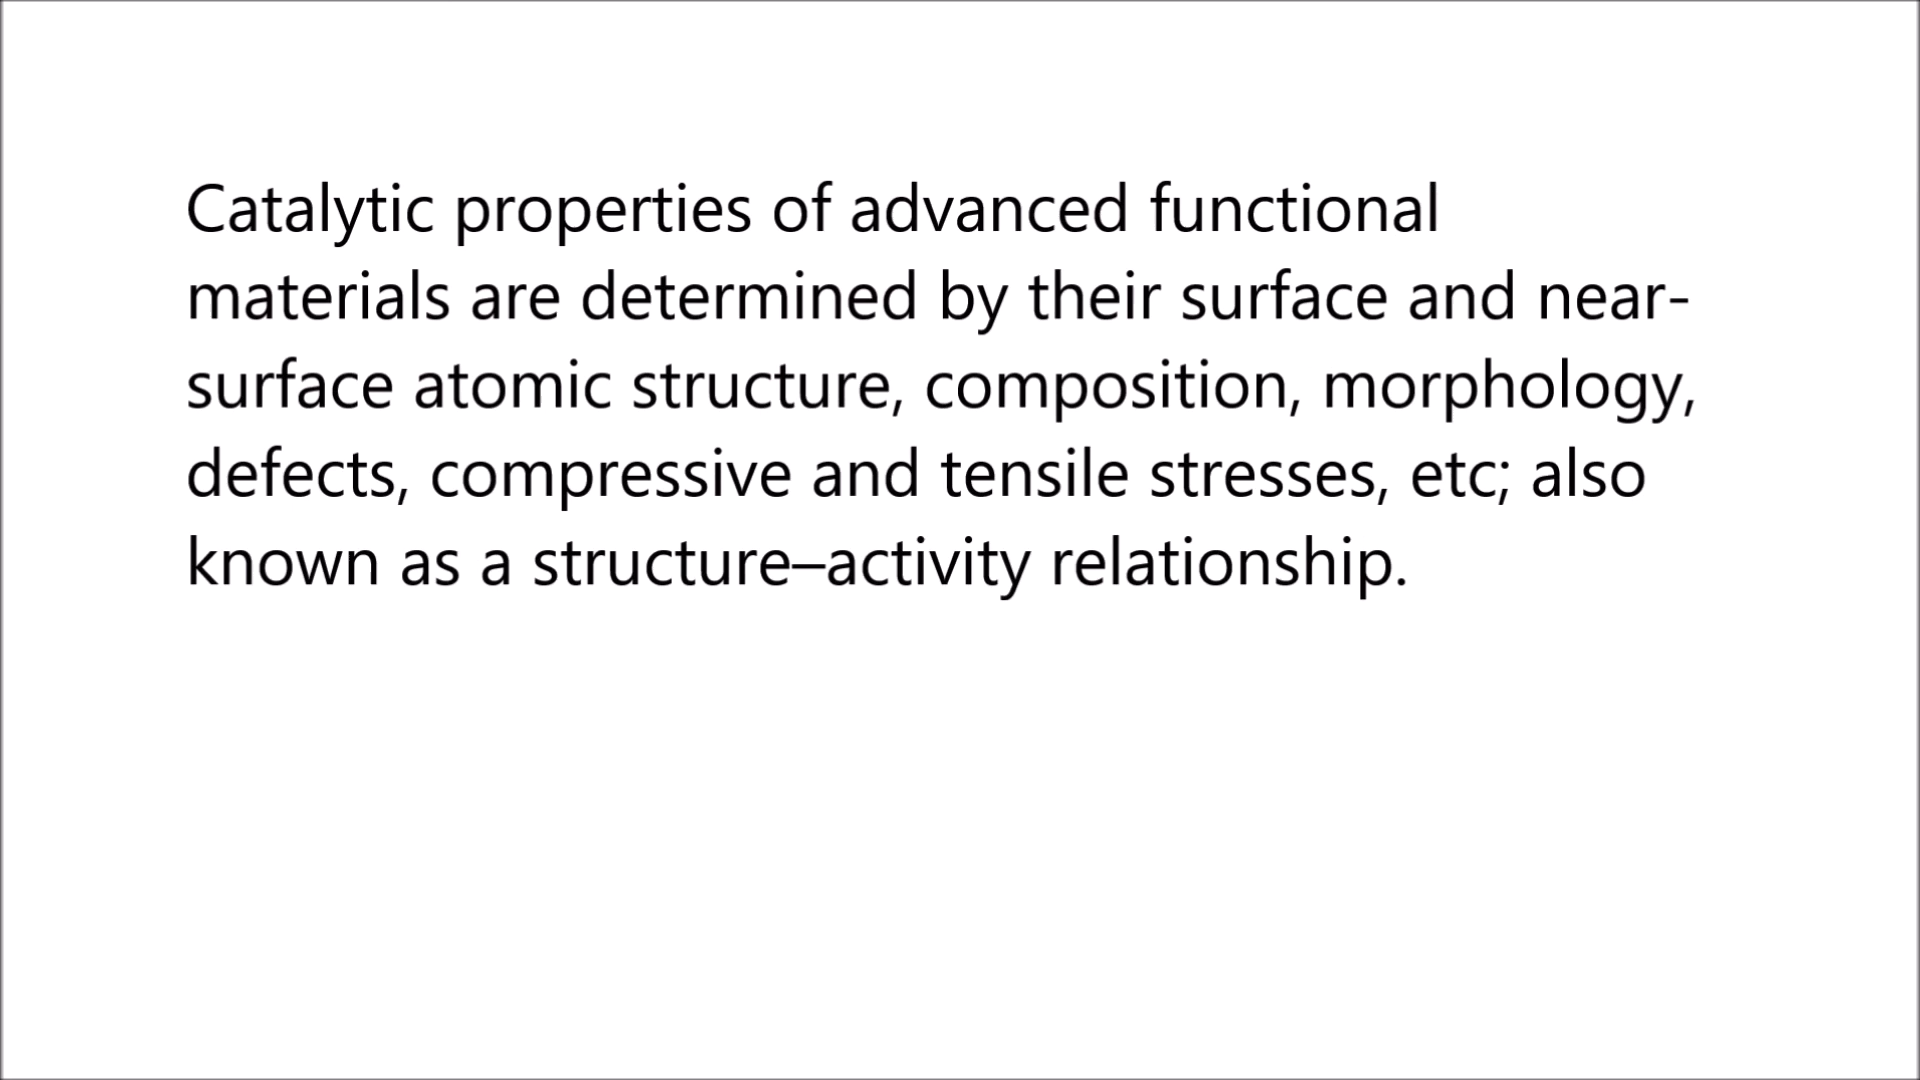 Catalytic properties of advanced functional
materials are determined by their surface and near-
surface atomic structure, composition, morphology,
defects, compressive and tensile stresses, etc; also
known as a structure–activity relationship.